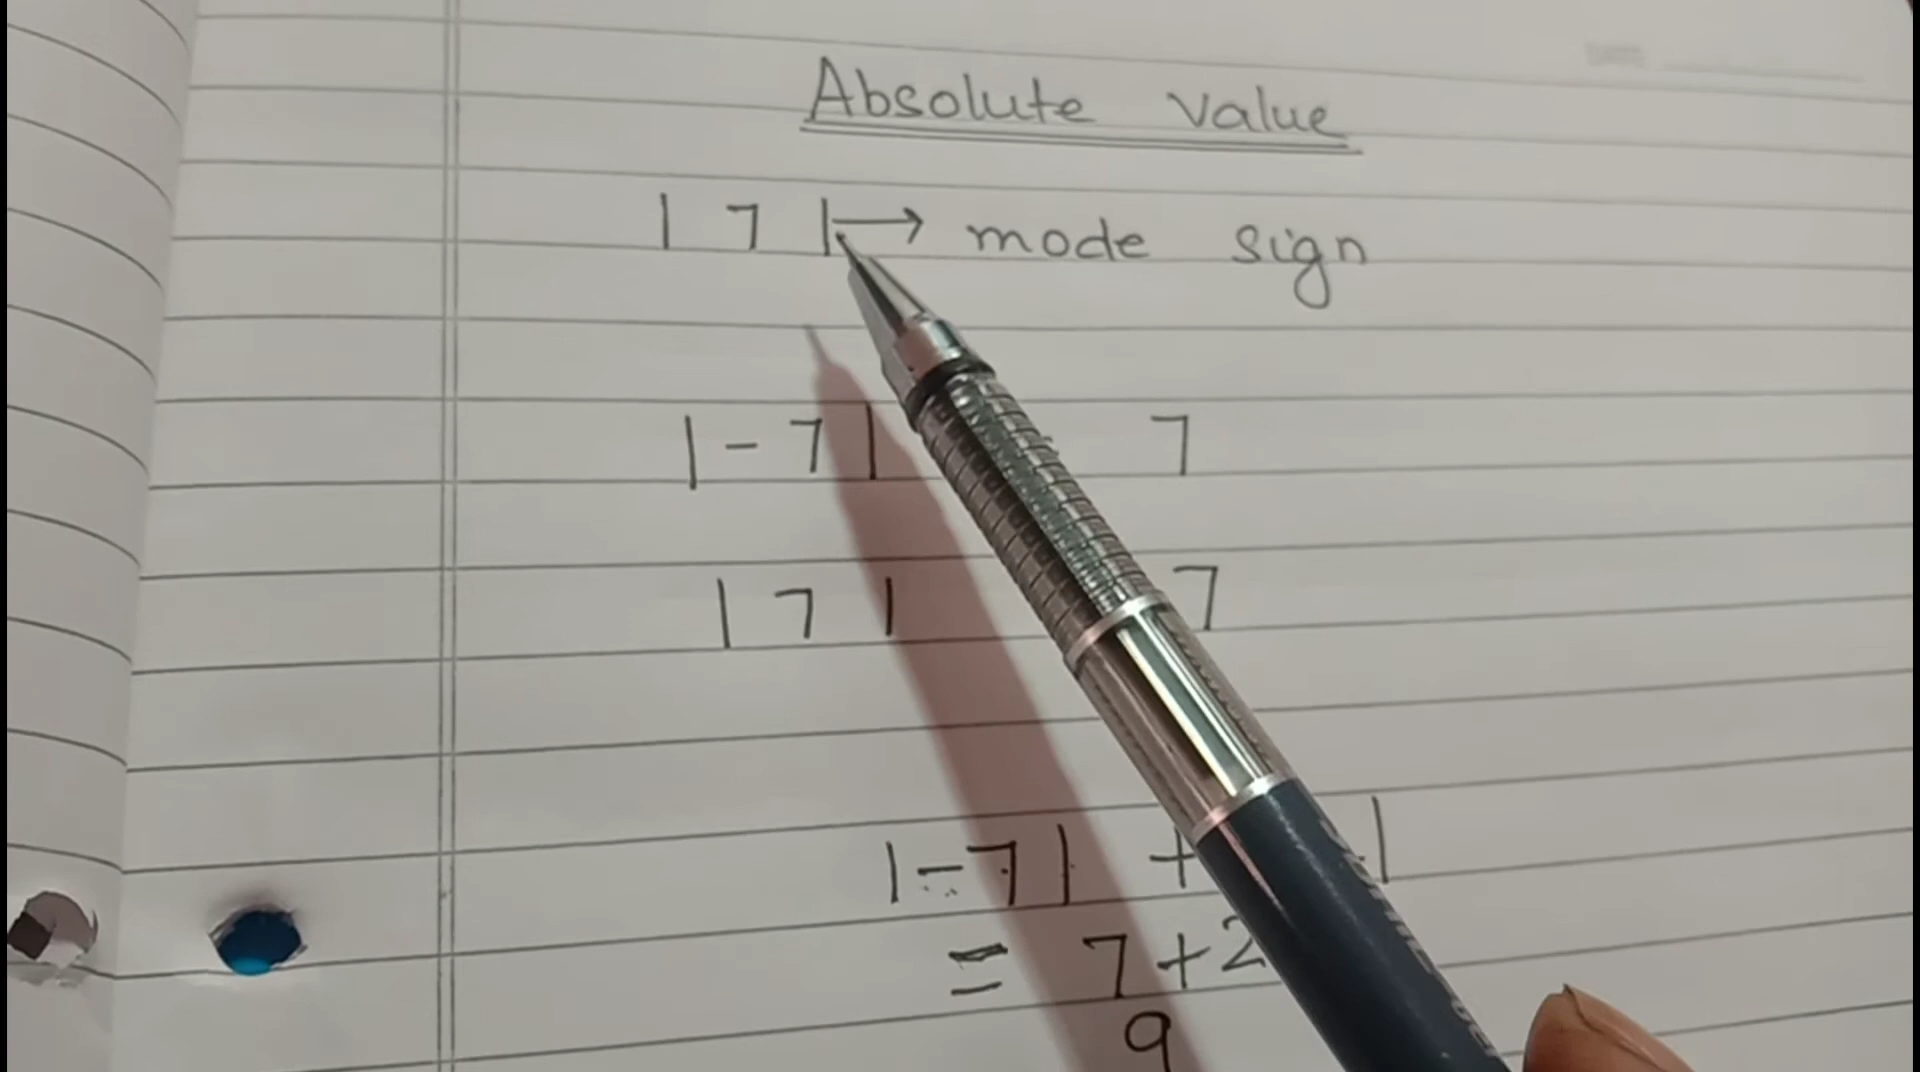 Absolute value
| 7 | → mode sign
|-7| 7
| 7 | 7
|-7| + |
= 7+2
9